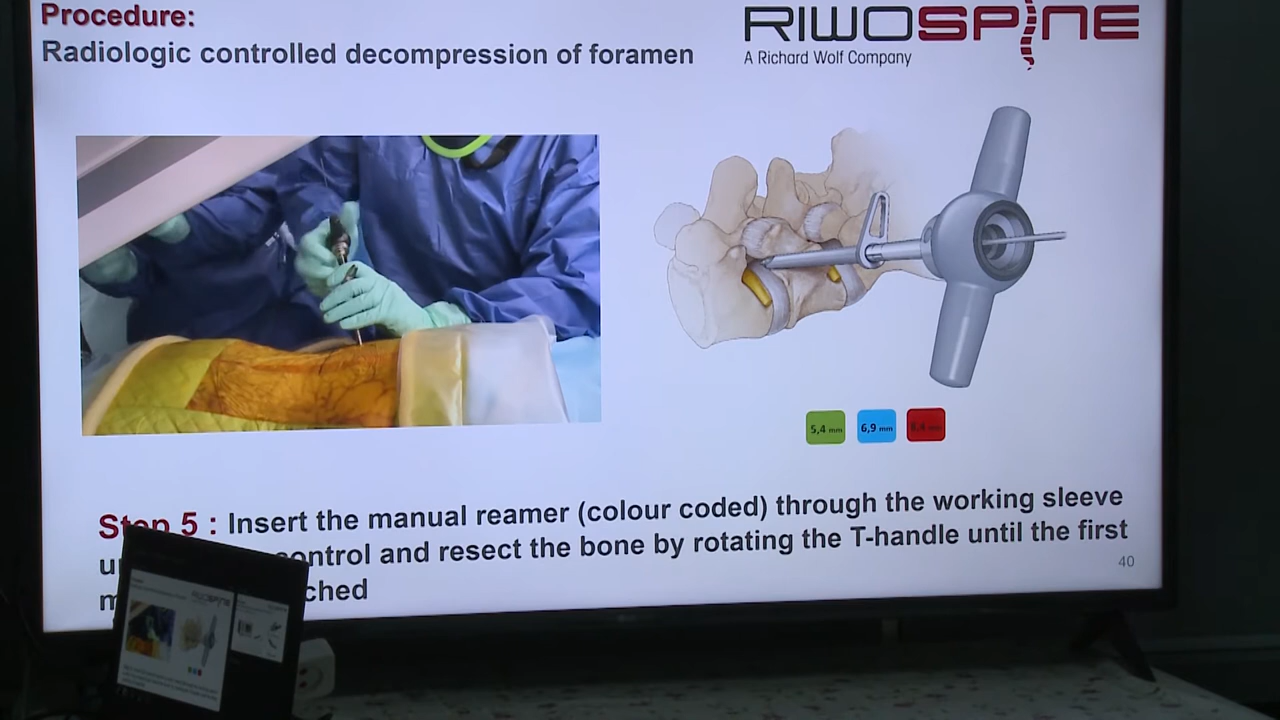 Procedure:
Radiologic controlled decompression of foramen
RIWOSPINE
A Richard Wolf Company
5,4 mm
6,9 mm
mm
Step 5 : Insert the manual reamer (colour coded) through the working sleeve
control and resect the bone by rotating the T-handle until the first
40